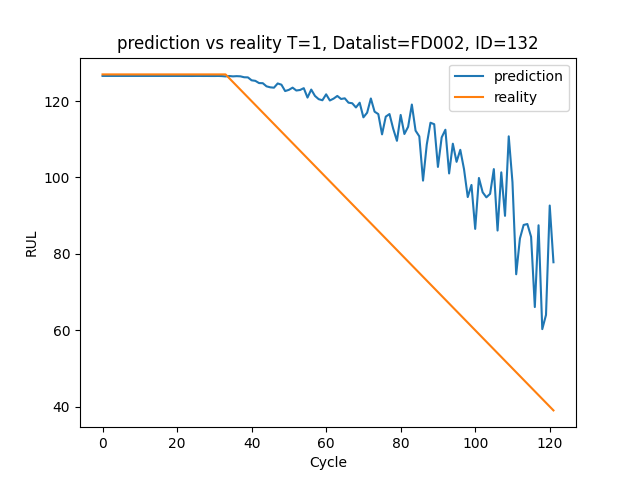 prediction vs reality T=1, Datalist=FD002, ID=132
prediction
reality
RUL
120
100
80
60
40
0 20 40 60 80 100 120
Cycle